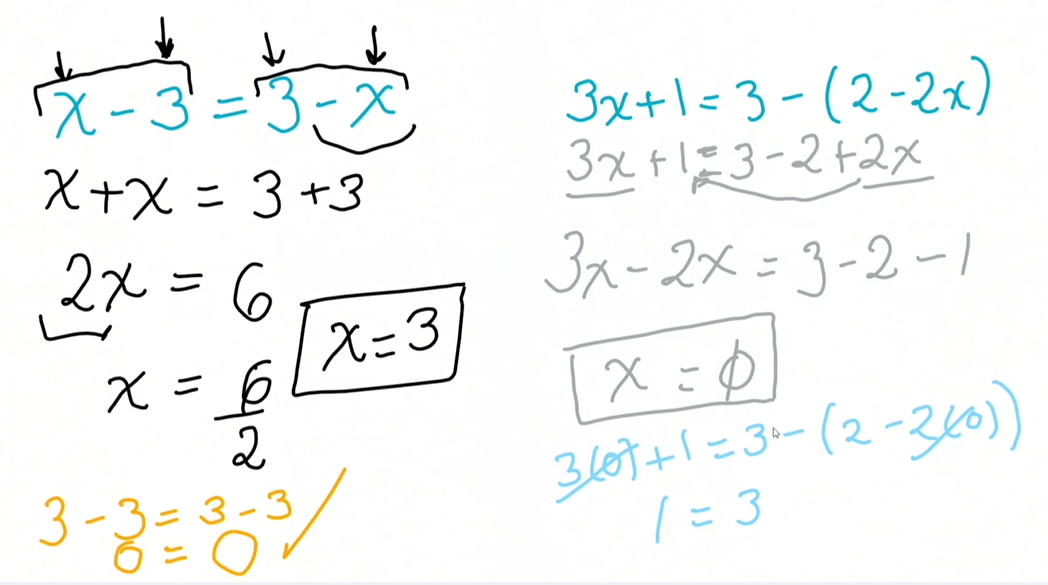 x - 3 = 3 - x
x + x = 3 + 3
2x = 6
x = 6/2
x = 3
3 - 3 = 3 - 3 ✓
0 = 0
3x + 1 = 3 - (2 - 2x)
3x + 1 = 3 - 2 + 2x
3x - 2x = 3 - 2 - 1
x = 0
3(0) + 1 = 3 - (2 - 2(0))
1 = 3